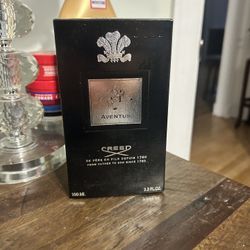 AVENTUS
CREED
DE PÈRE EN FILS DEPUIS 1760
FROM FATHER TO SON SINCE 1760
100 ML
3.3 FL.OZ.